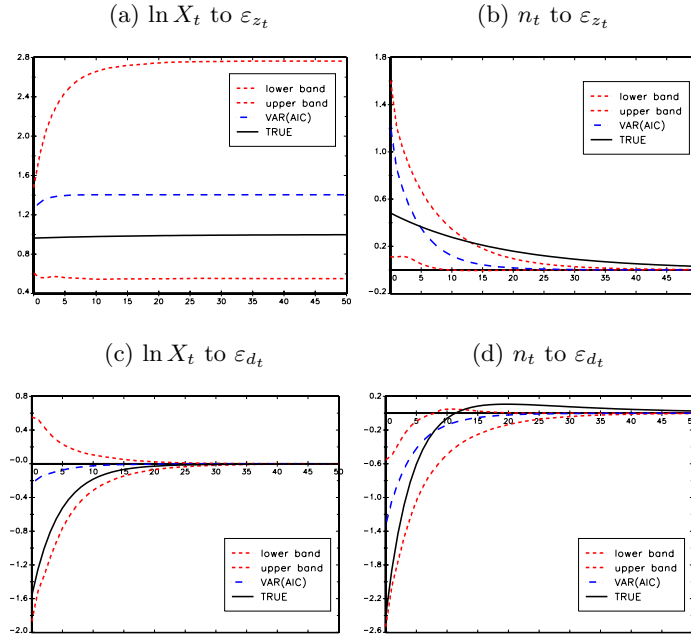 (a) ln X_t to ε_{z_t}
2.8
2.4
2.0
1.6
1.2
0.8
0.4
0 5 10 15 20 25 30 35 40 45 50
lower band
upper band
VAR(AIC)
TRUE
(b) n_t to ε_{z_t}
1.8
1.4
1.0
0.6
0.2
−0.2
0 5 10 15 20 25 30 35 40 45
lower band
upper band
VAR(AIC)
TRUE
(c) ln X_t to ε_{d_t}
0.8
0.4
−0.0
−0.4
−0.8
−1.2
−1.6
−2.0
0 5 10 15 20 25 30 35 40 45 50
lower band
upper band
VAR(AIC)
TRUE
(d) n_t to ε_{d_t}
0.2
−0.2
−0.6
−1.0
−1.4
−1.8
−2.2
−2.6
0 5 10 15 20 25 30 35 40 45 50
lower band
upper band
VAR(AIC)
TRUE